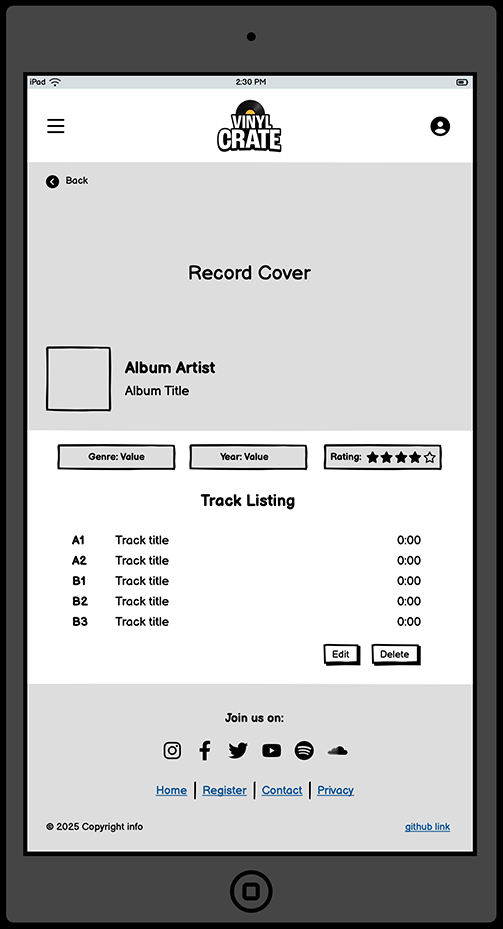 iPad 2:30 PM
VINYL
CRATE
Back
Record Cover
Album Artist
Album Title
Genre: Value Year: Value Rating:
Track Listing
A1 Track title 0:00
A2 Track title 0:00
B1 Track title 0:00
B2 Track title 0:00
B3 Track title 0:00
Edit Delete
Join us on:
Home | Register | Contact | Privacy
© 2025 Copyright info github link